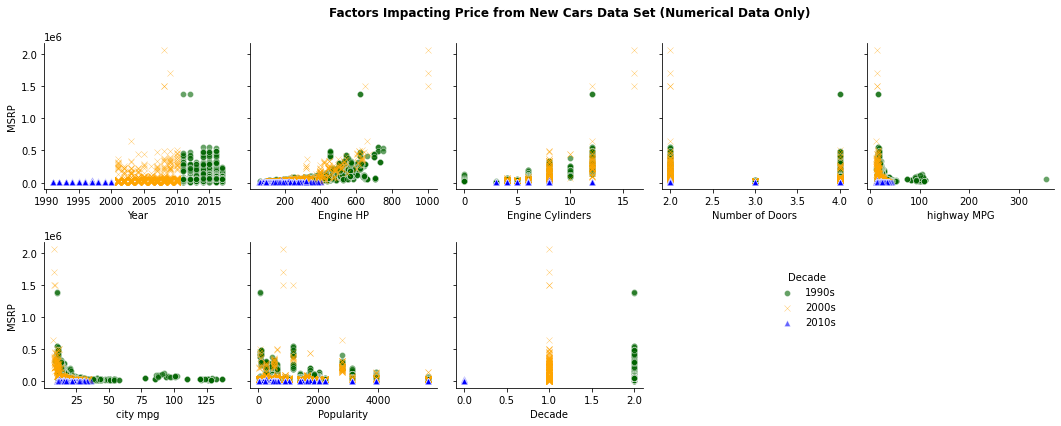 Factors Impacting Price from New Cars Data Set (Numerical Data Only)
1e6
MSRP
2.0
1.5
1.0
0.5
0.0
1990 1995 2000 2005 2010 2015
Year
200 400 600 800 1000
Engine HP
0 5 10 15
Engine Cylinders
2.0 2.5 3.0 3.5 4.0
Number of Doors
0 100 200 300
highway MPG
1e6
MSRP
2.0
1.5
1.0
0.5
0.0
25 50 75 100 125
city mpg
0 2000 4000
Popularity
0.0 0.5 1.0 1.5 2.0
Decade
Decade
1990s
2000s
2010s